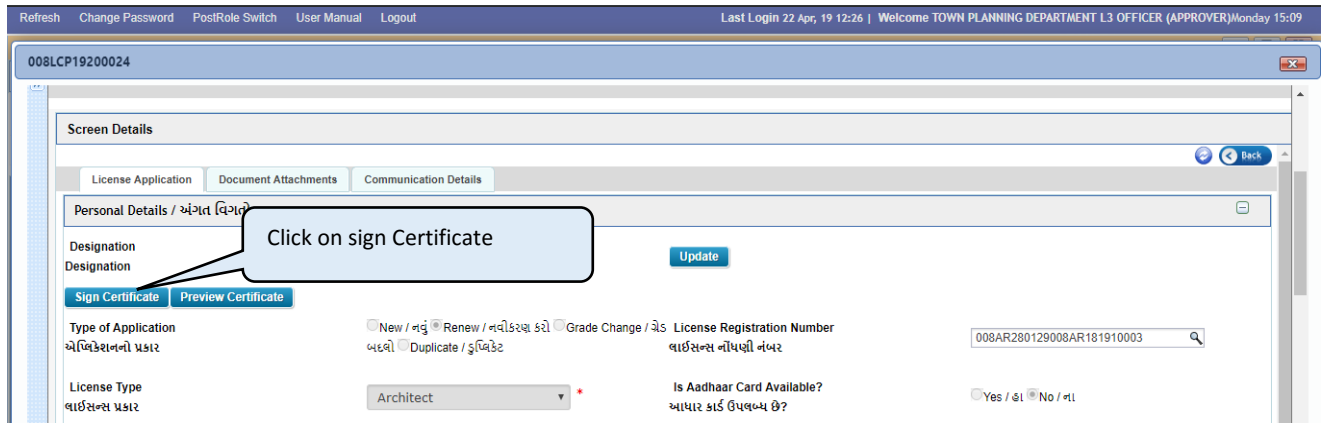 Refresh Change Password PostRole Switch User Manual Logout Last Login 22 Apr, 19 12:26 | Welcome TOWN PLANNING DEPARTMENT L3 OFFICER (APPROVER)Monday 15:09
008LCP19200024
Screen Details
Back
License Application Document Attachments Communication Details
Personal Details / અંગત વિગતો
Click on sign Certificate
Designation
Designation
Update
Sign Certificate Preview Certificate
Type of Application New / નવું Renew / નવીકરણ કરો Grade Change / ગ્રેડ License Registration Number
એપ્લિકેશનનો પ્રકાર બદલો Duplicate / ડુપ્લિકેટ લાઈસન્સ નોંધણી નંબર
008AR280129008AR181910003
License Type Architect * Is Aadhaar Card Available? Yes / હા No / ના
લાઈસન્સ પ્રકાર આધાર કાર્ડ ઉપલબ્ધ છે?